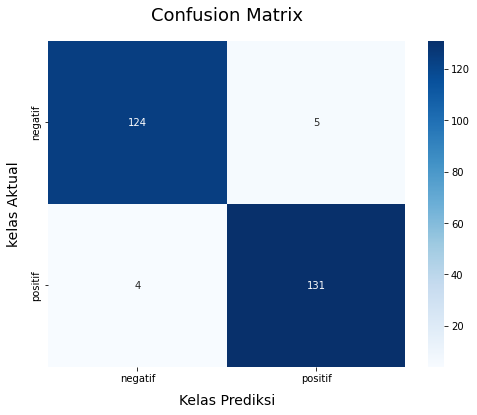 Confusion Matrix
kelas Aktual
negatif
124
5
positif
4
131
negatif
positif
Kelas Prediksi
120
100
80
60
40
20